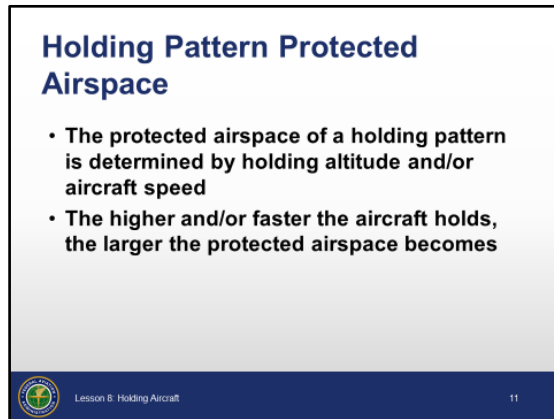 Holding Pattern Protected
Airspace
• The protected airspace of a holding pattern
is determined by holding altitude and/or
aircraft speed
• The higher and/or faster the aircraft holds,
the larger the protected airspace becomes
Lesson 8: Holding Aircraft
11